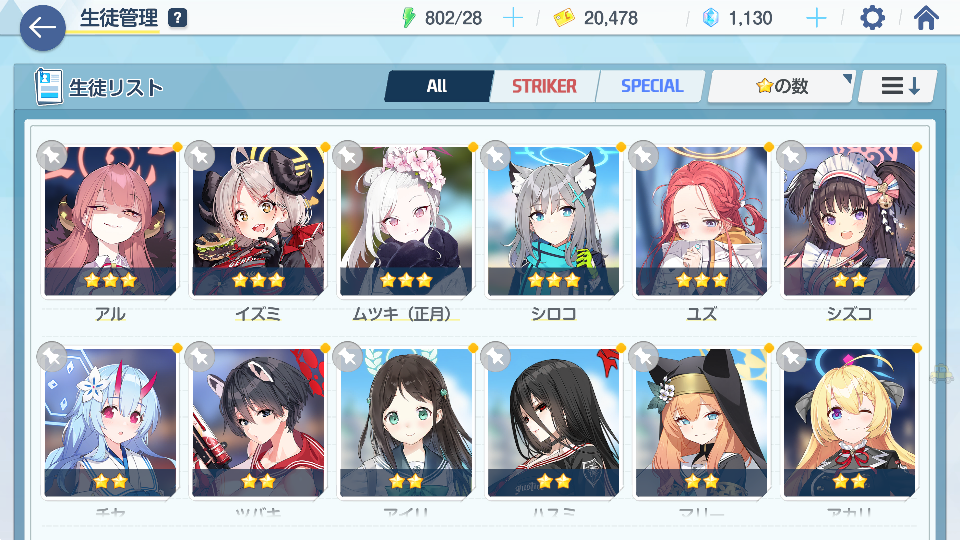 生徒管理 ?
802/28
20,478
1,130
生徒リスト
All
STRIKER
SPECIAL
の数
アル
イズミ
ムツキ（正月）
シロコ
ユズ
シズコ
チセ
ツバキ
アイリ
ハスミ
マリー
アカリ